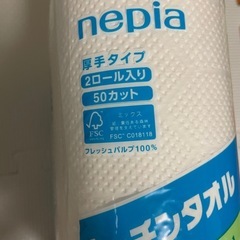 nepia
厚手タイプ
2ロール入り
50カット
FSC
ミックス
FSC™ C018118
フレッシュパルプ100%
チンタオル